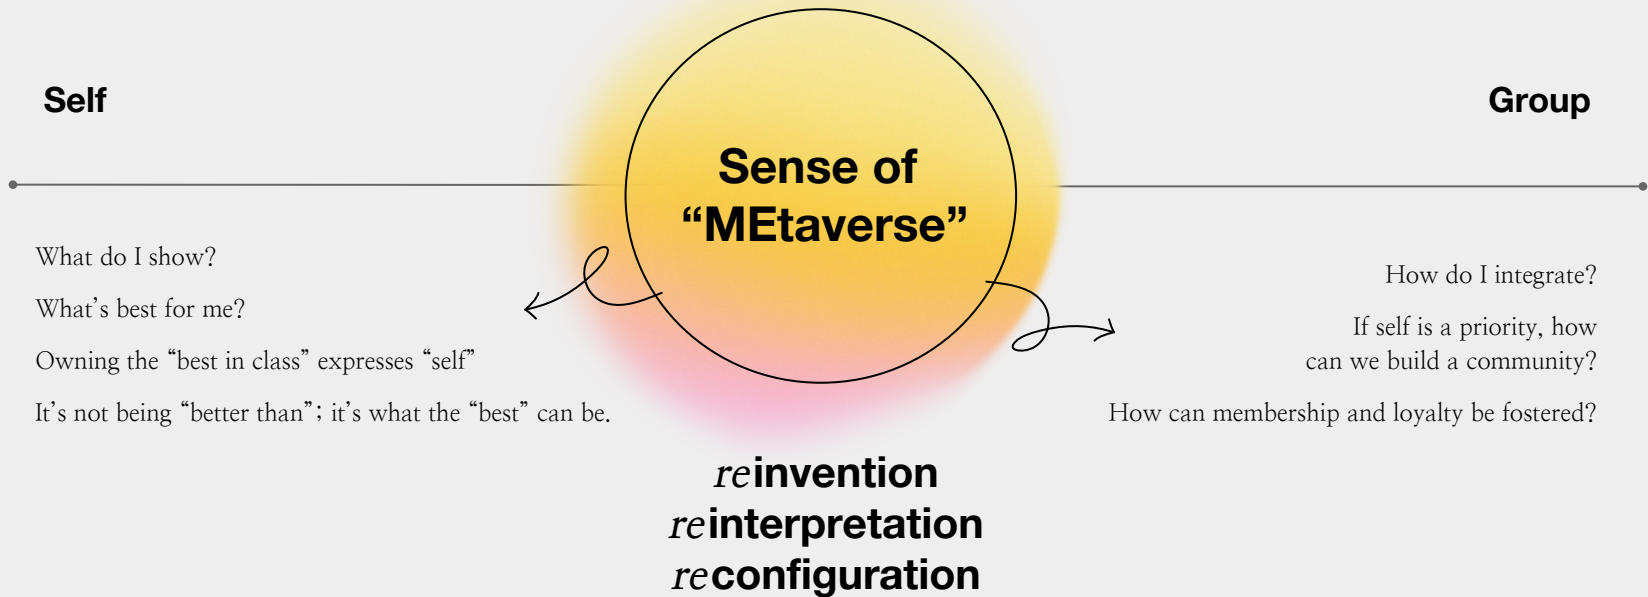 Self
Group
Sense of
“MEtaverse”
What do I show?
What’s best for me?
Owning the “best in class” expresses “self”
It’s not being “better than”; it’s what the “best” can be.
How do I integrate?
If self is a priority, how
can we build a community?
How can membership and loyalty be fostered?
reinvention
reinterpretation
reconfiguration